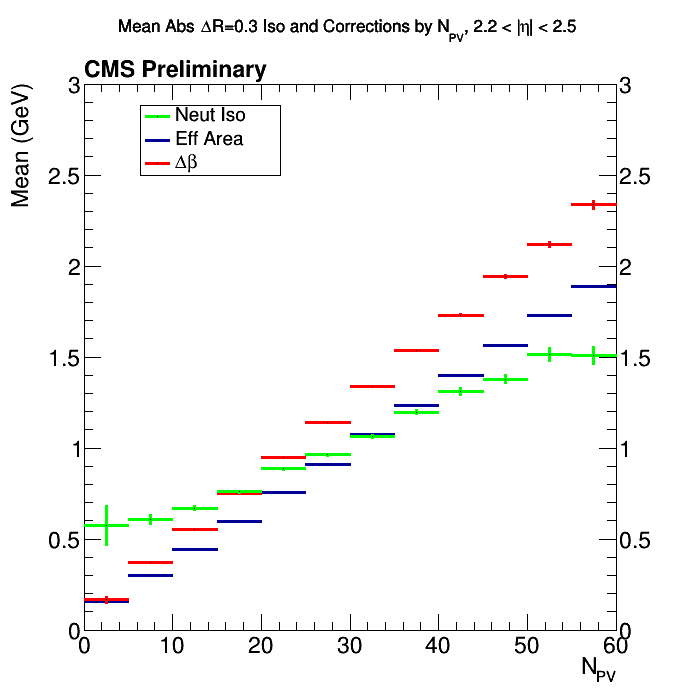 Mean Abs ΔR=0.3 Iso and Corrections by N_PV, 2.2 < |η| < 2.5
CMS Preliminary
Mean (GeV)
Neut Iso
Eff Area
Δβ
3
2.5
2
1.5
1
0.5
0
3
2.5
2
1.5
1
0.5
0
0 10 20 30 40 50 60
N_PV